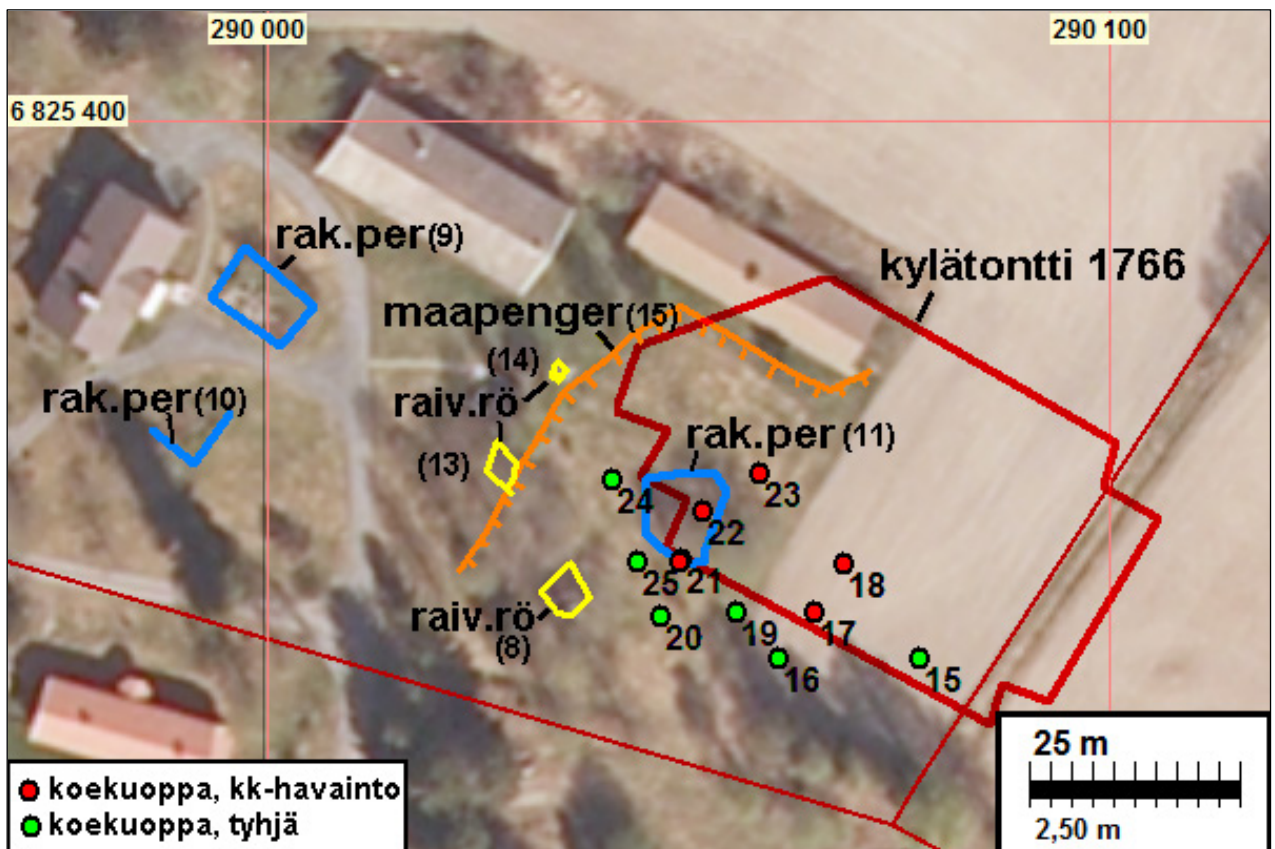 290 000
290 100
6 825 400
rak.per(9)
kylätontti 1766
maapenger(15)
(14)
raiv.rö
rak.per(10)
rak.per (11)
(13)
24
23
22
25
21
18
raiv.rö
(8)
20
19
17
16
15
25 m
2,50 m
koekuoppa, kk-havainto
koekuoppa, tyhjä